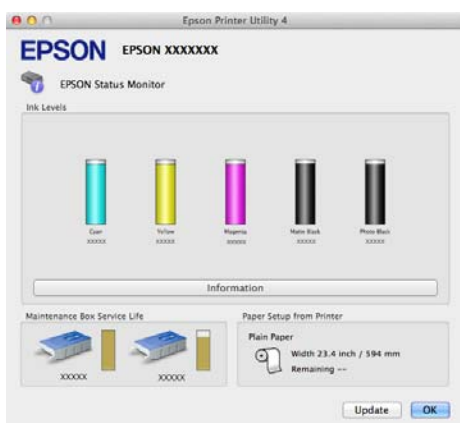 Epson Printer Utility 4
EPSON EPSON XXXXXXX
EPSON Status Monitor
Ink Levels
Cyan Yellow Magenta Matte Black Photo Black
XXXXX XXXXX XXXXX XXXXX XXXXX
Information
Maintenance Box Service Life
XXXXX XXXXX
Paper Setup from Printer
Plain Paper
Width 23.4 inch / 594 mm
Remaining --
Update OK